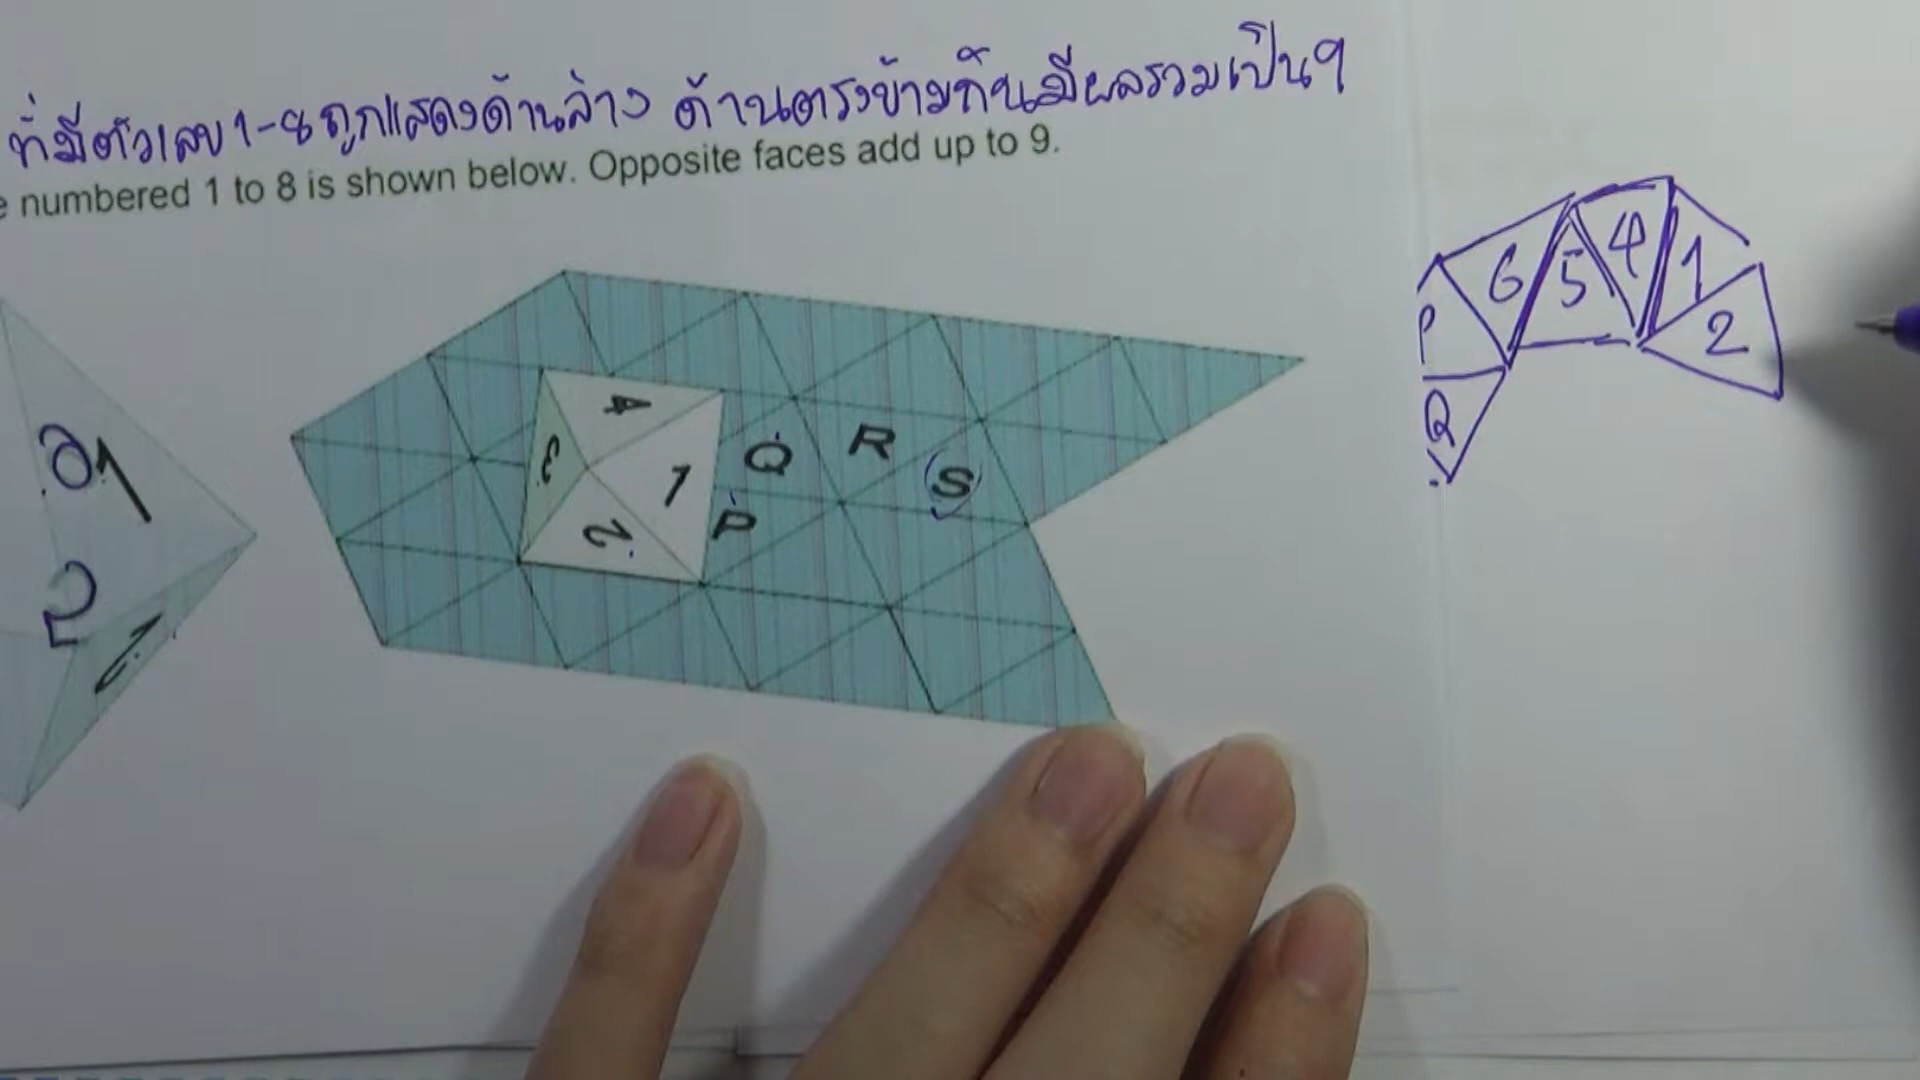 ที่มีตัวเลข 1-8 ถูกแสดงด้านล่าง ด้านตรงข้ามกันมีผลรวมเป็น 9
e numbered 1 to 8 is shown below. Opposite faces add up to 9.
6 5 4 1
P 2
Q
4
3 1 Q R S
2 P
1